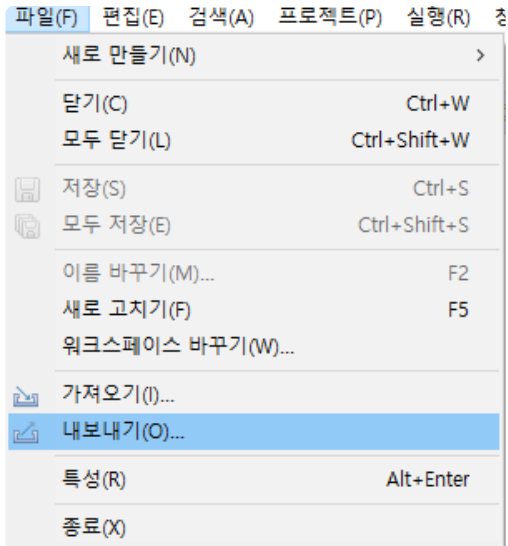 파일(F) 편집(E) 검색(A) 프로젝트(P) 실행(R)
새로 만들기(N) >
닫기(C) Ctrl+W
모두 닫기(L) Ctrl+Shift+W
저장(S) Ctrl+S
모두 저장(E) Ctrl+Shift+S
이름 바꾸기(M)... F2
새로 고치기(F) F5
워크스페이스 바꾸기(W)...
가져오기(I)...
내보내기(O)...
특성(R) Alt+Enter
종료(X)